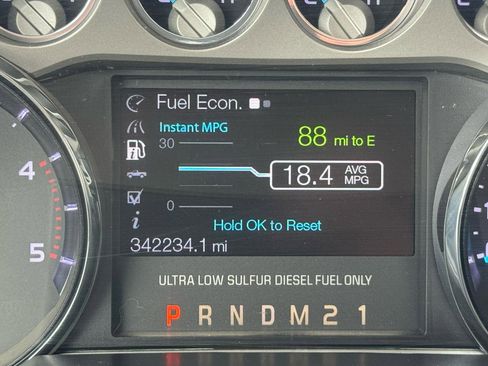 Fuel Econ.
Instant MPG
88 mi to E
30
18.4 AVG MPG
0
Hold OK to Reset
342234.1 mi
4
5
ULTRA LOW SULFUR DIESEL FUEL ONLY
P R N D M 2 1